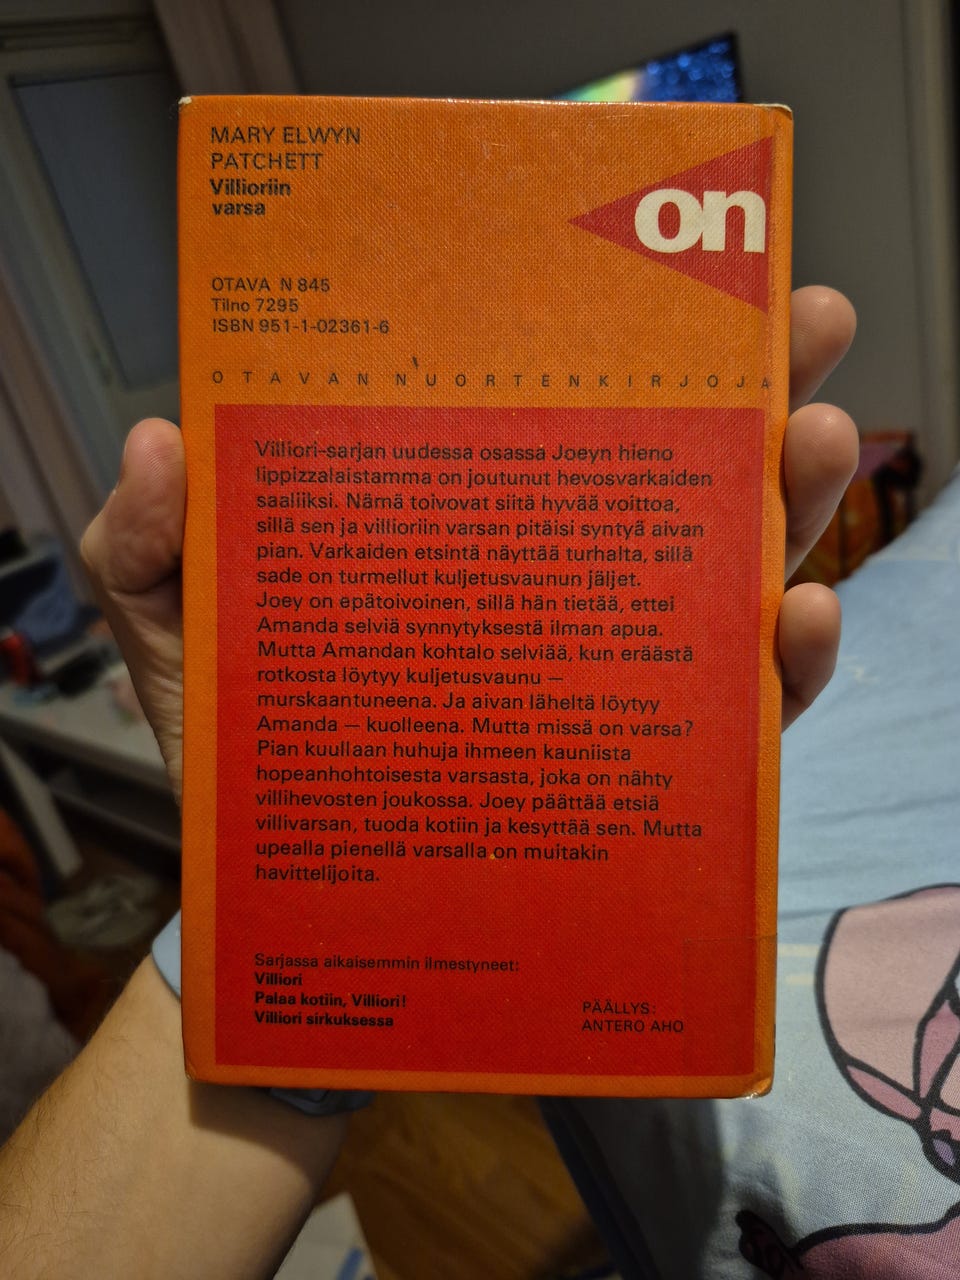 MARY ELWYN
PATCHETT
Villioriin
varsa
on
OTAVA N 845
Tilno 7295
ISBN 951-1-02361-6
OTAVAN NUORTENKIRJOJA
Villiori-sarjan uudessa osassa Joeyn hieno
lippizzalaistamma on joutunut hevosvarkaiden
saaliiksi. Nämä toivovat siitä hyvää voittoa,
sillä sen ja villioriin varsan pitäisi syntyä aivan
pian. Varkaiden etsintä näyttää turhalta, sillä
sade on turmellut kuljetusvaunun jäljet.
Joey on epätoivoinen, sillä hän tietää, ettei
Amanda selviä synnytyksestä ilman apua.
Mutta Amandan kohtalo selviää, kun eräästä
rotkosta löytyy kuljetusvaunu —
murskaantuneena. Ja aivan läheltä löytyy
Amanda — kuolleena. Mutta missä on varsa?
Pian kuullaan huhuja ihmeen kauniista
hopeanhohtoisesta varsasta, joka on nähty
villihevosten joukossa. Joey päättää etsiä
villivarsan, tuoda kotiin ja kesyttää sen. Mutta
upealla pienellä varsalla on muitakin
havittelijoita.
Sarjassa aikaisemmin ilmestyneet:
Villiori
Palaa kotiin, Villiori!
Villiori sirkuksessa
PÄÄLLYS:
ANTERO AHO